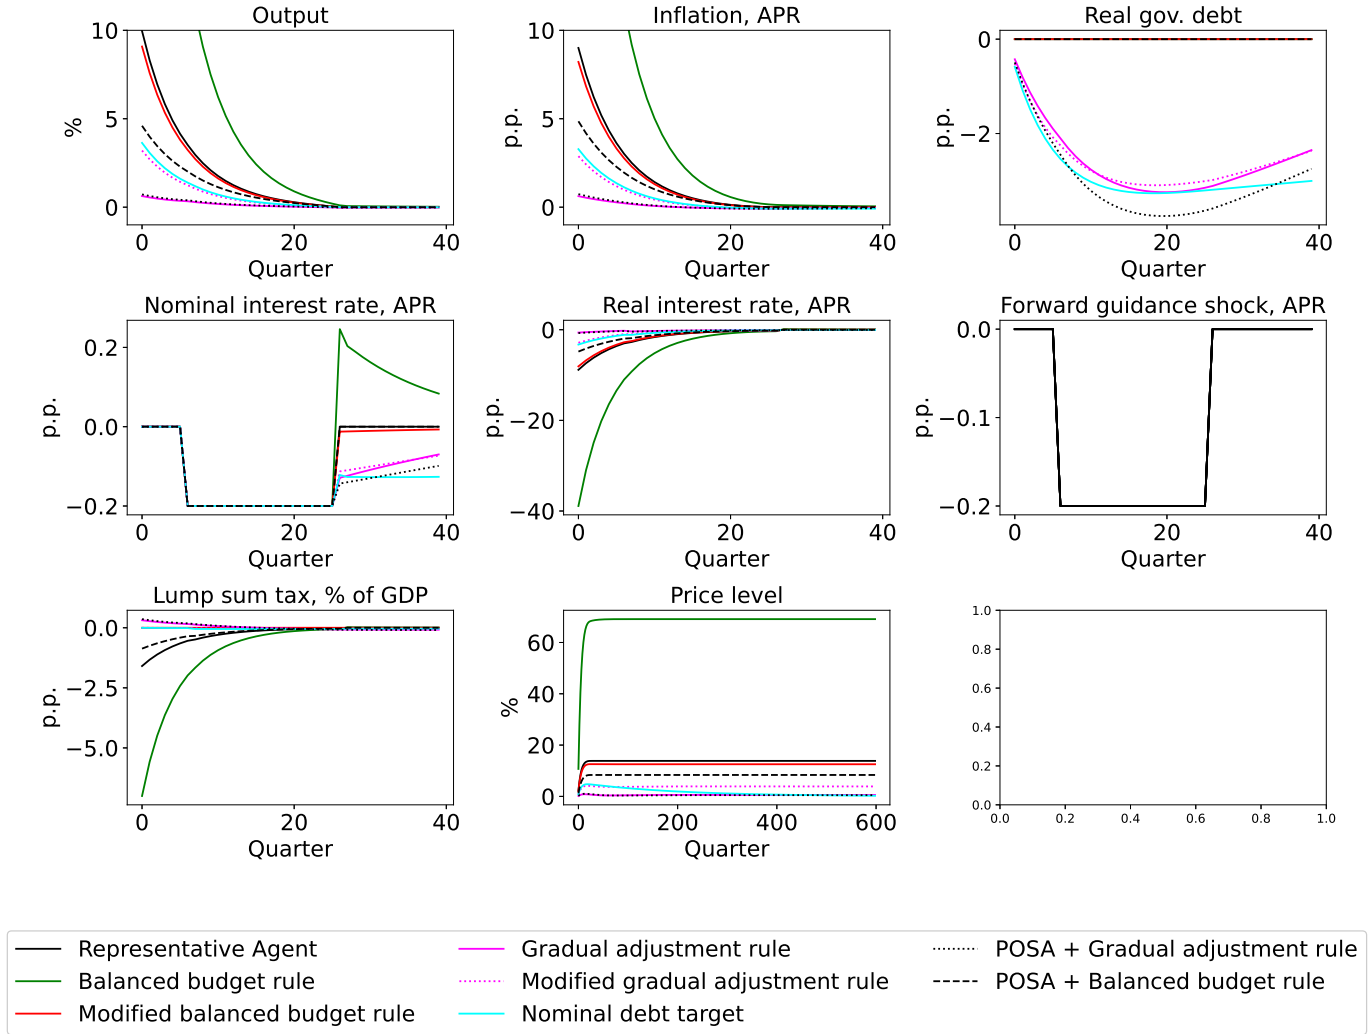 Output
Inflation, APR
Real gov. debt
10
5
0
%
0
20
40
Quarter
10
5
0
p.p.
0
20
40
Quarter
0
−2
p.p.
0
20
40
Quarter
Nominal interest rate, APR
Real interest rate, APR
Forward guidance shock, APR
0.2
0.0
−0.2
p.p.
0
20
40
Quarter
0
−20
−40
p.p.
0
20
40
Quarter
0.0
−0.1
−0.2
p.p.
0
20
40
Quarter
Lump sum tax, % of GDP
Price level
0.0
−2.5
−5.0
p.p.
0
20
40
Quarter
60
40
20
0
%
0
200
400
600
Quarter
1.0
0.8
0.6
0.4
0.2
0.0
0.0
0.2
0.4
0.6
0.8
1.0
Representative Agent
Balanced budget rule
Modified balanced budget rule
Gradual adjustment rule
Modified gradual adjustment rule
Nominal debt target
POSA + Gradual adjustment rule
POSA + Balanced budget rule